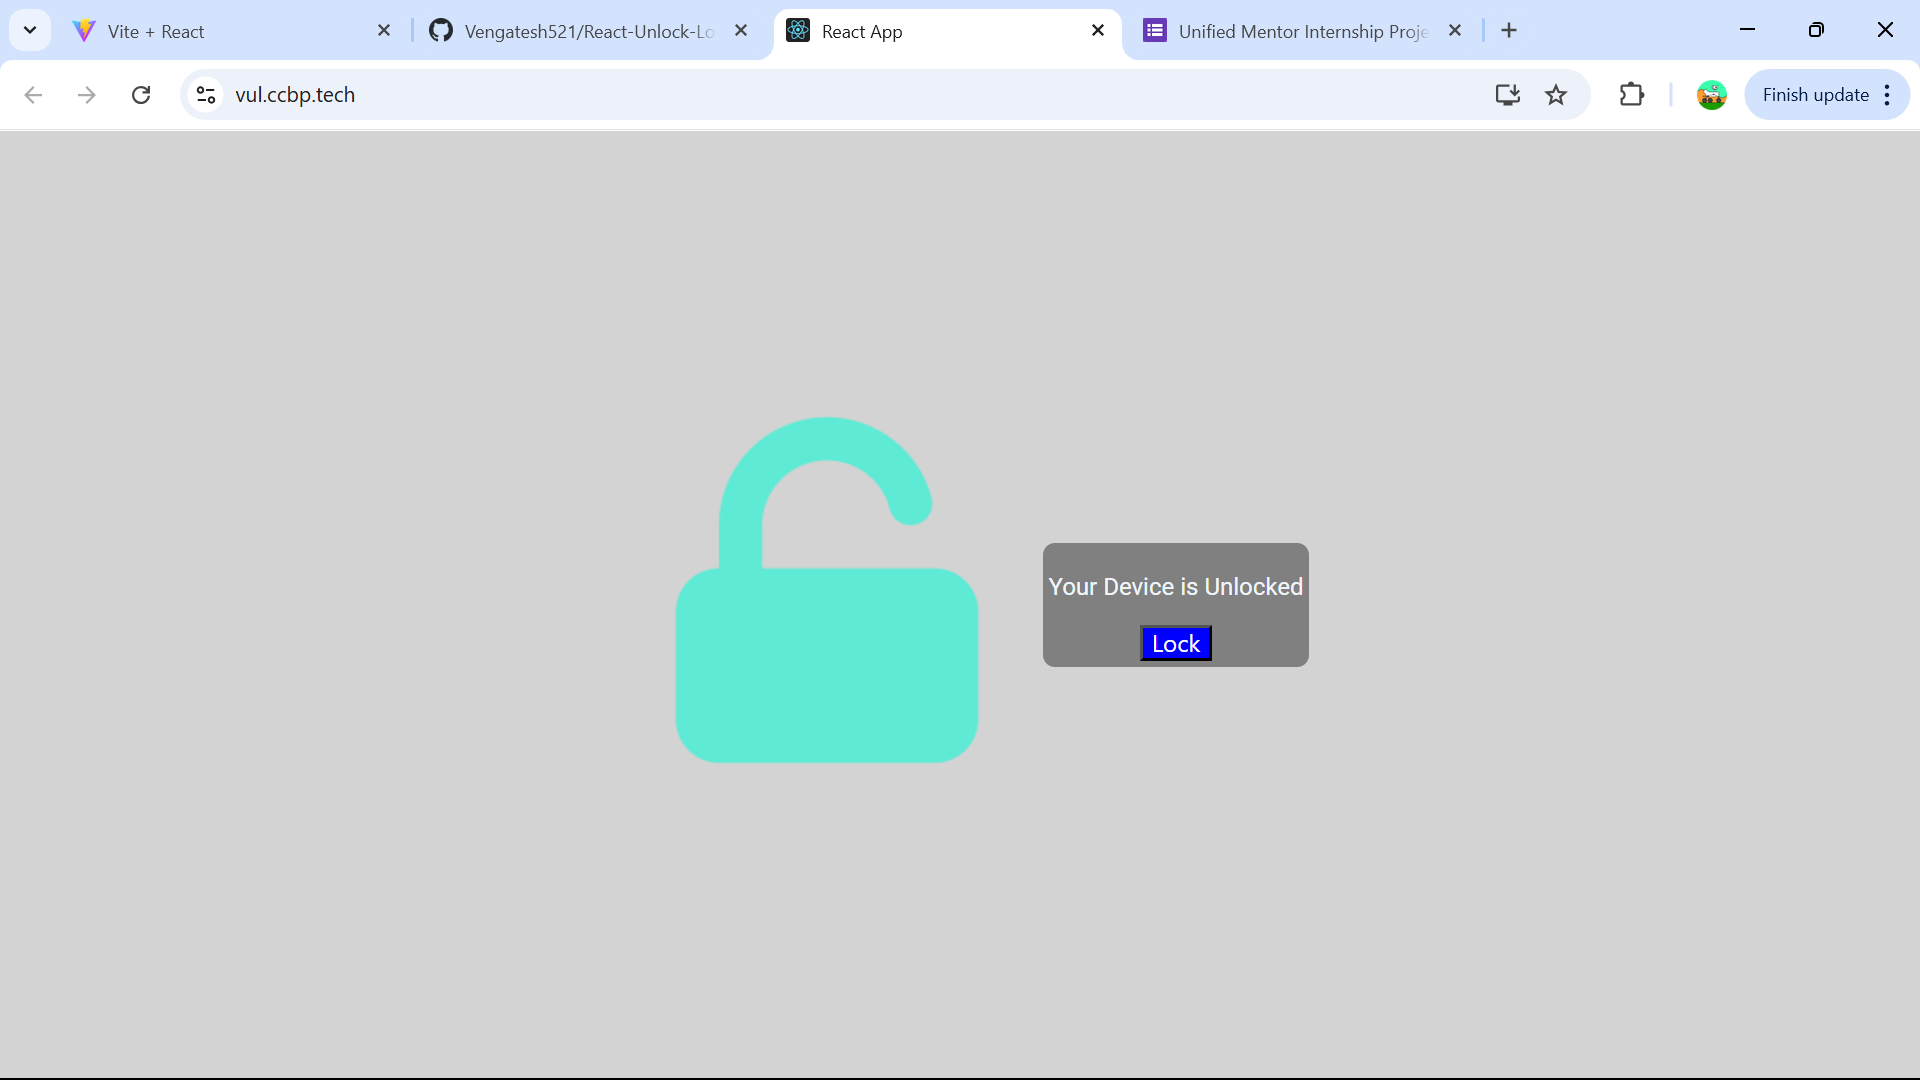 Vite + React
Vengatesh521/React-Unlock-Lo
React App
Unified Mentor Internship Proje
vul.ccbp.tech
Finish update
Your Device is Unlocked
Lock